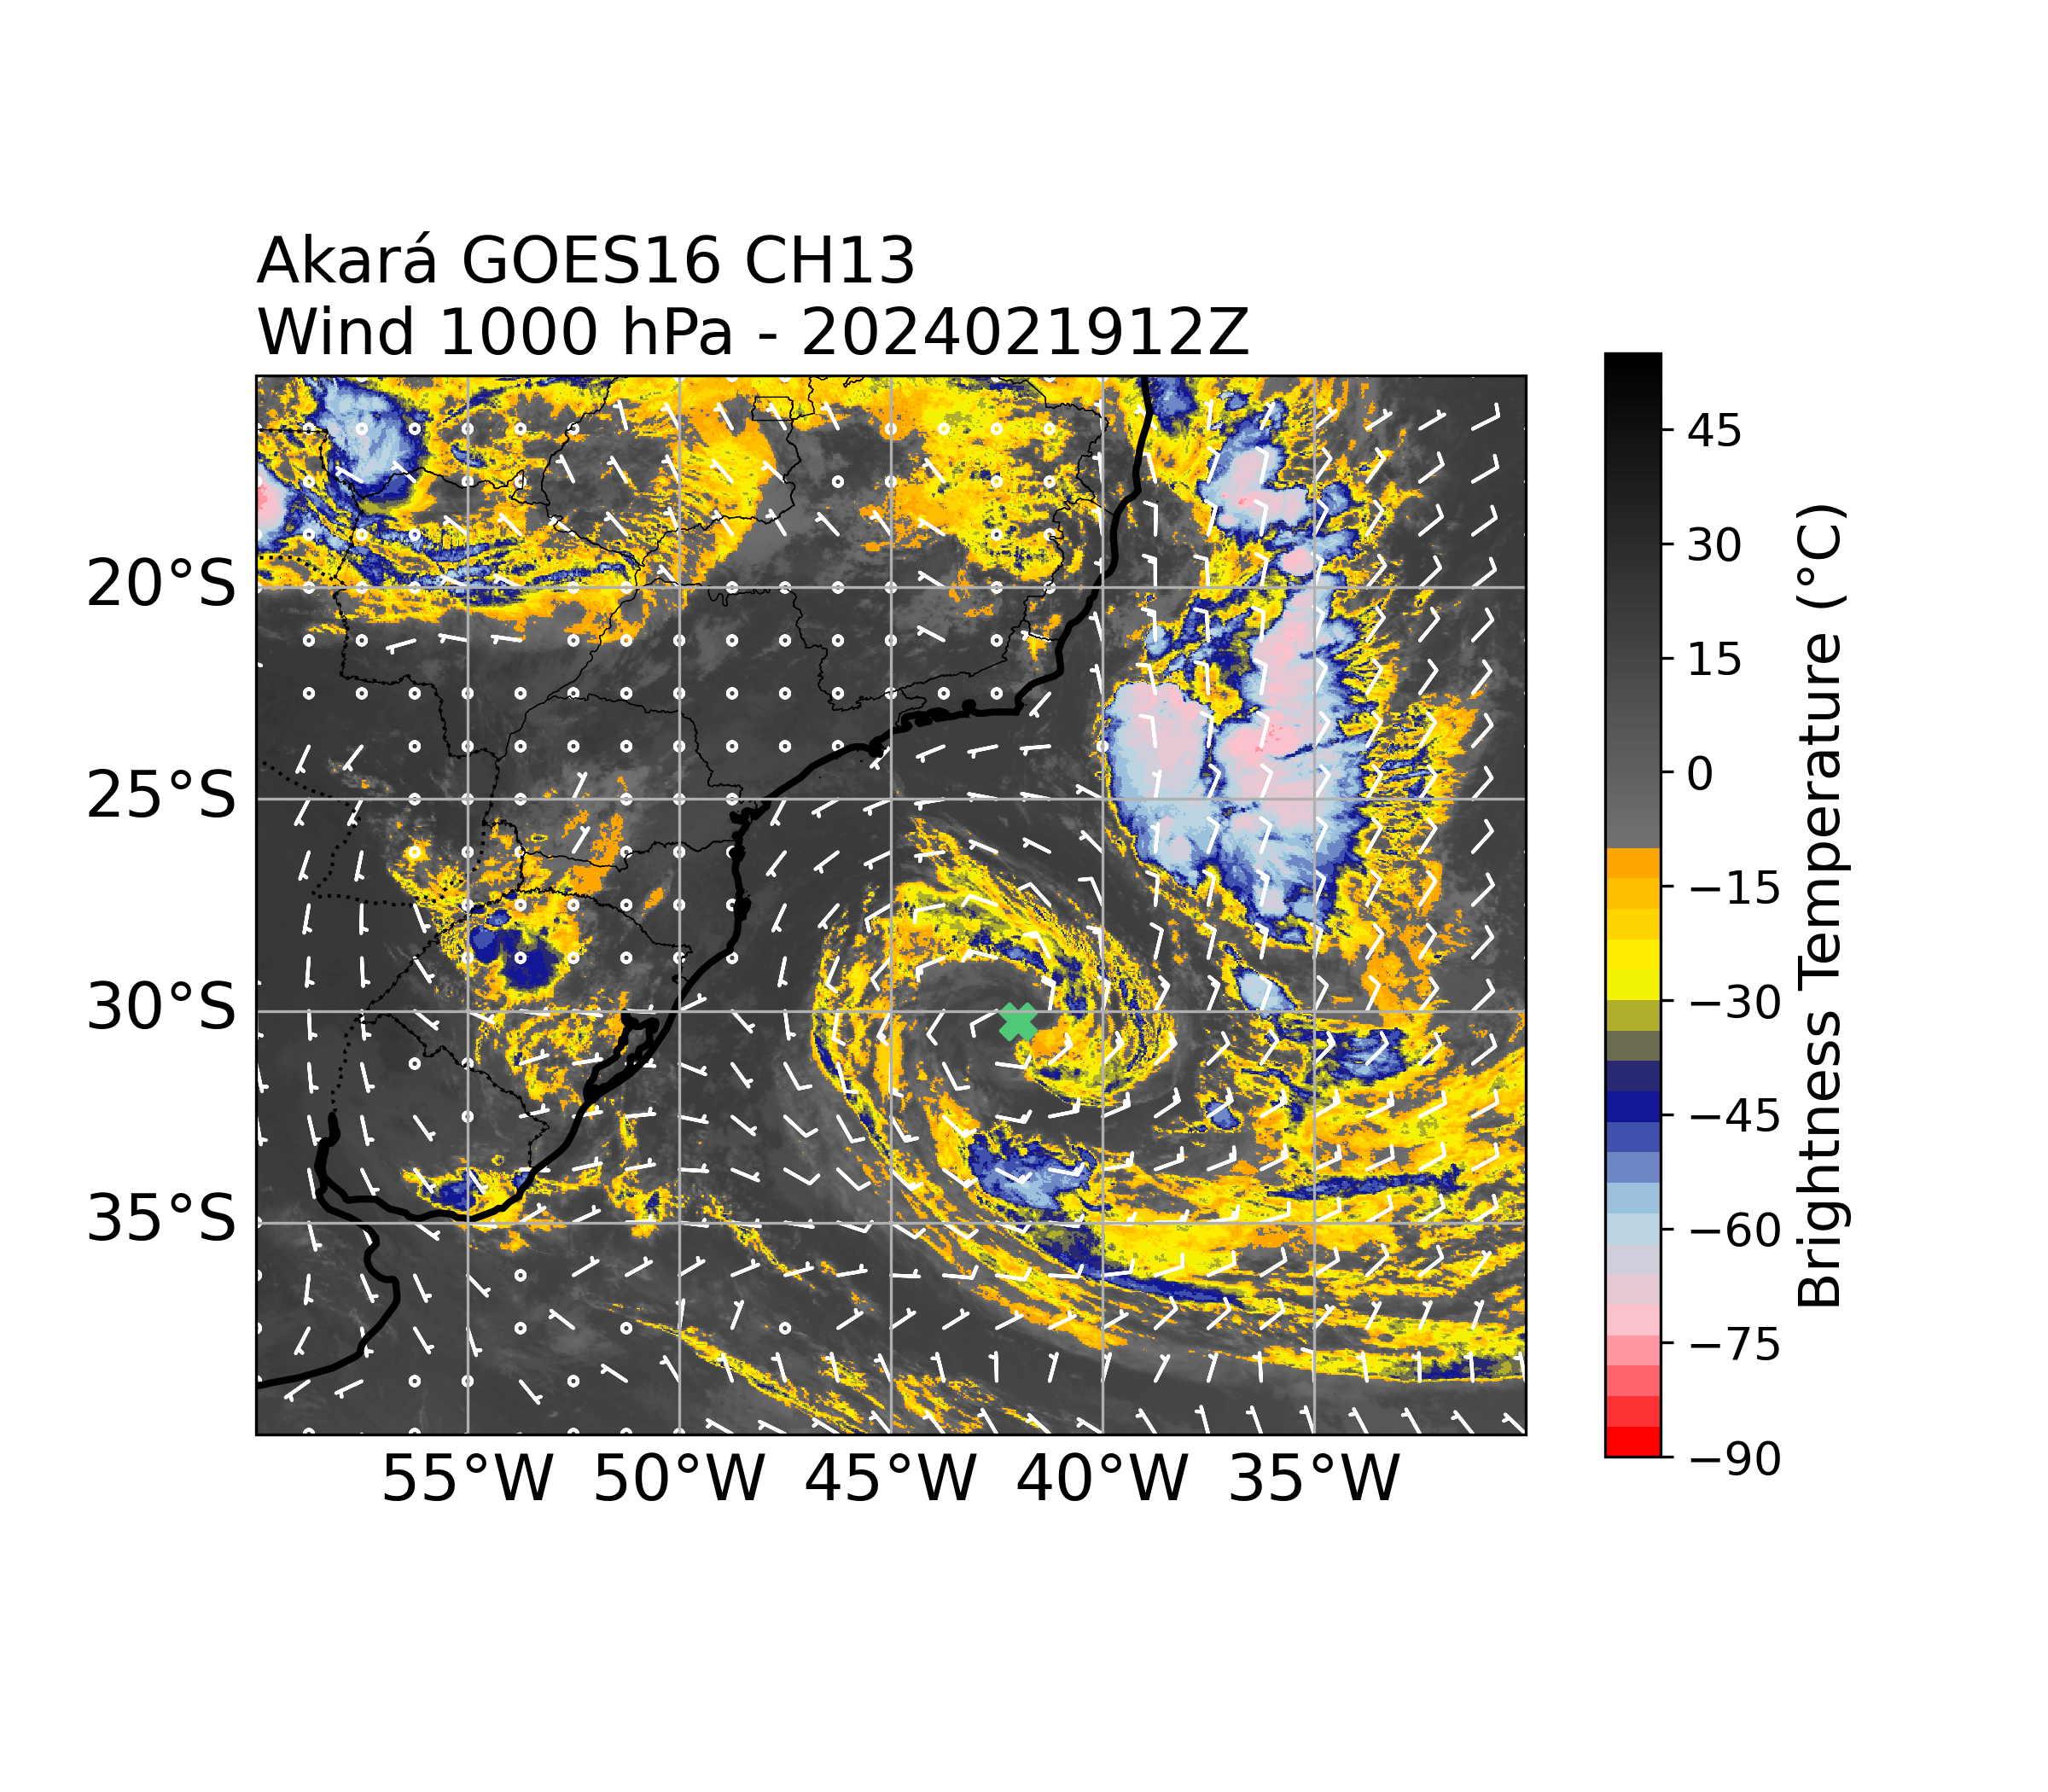 Akará GOES16 CH13
Wind 1000 hPa - 2024021912Z
20°S
25°S
30°S
35°S
55°W 50°W 45°W 40°W 35°W
45
30
15
0
−15
−30
−45
−60
−75
−90
Brightness Temperature (°C)